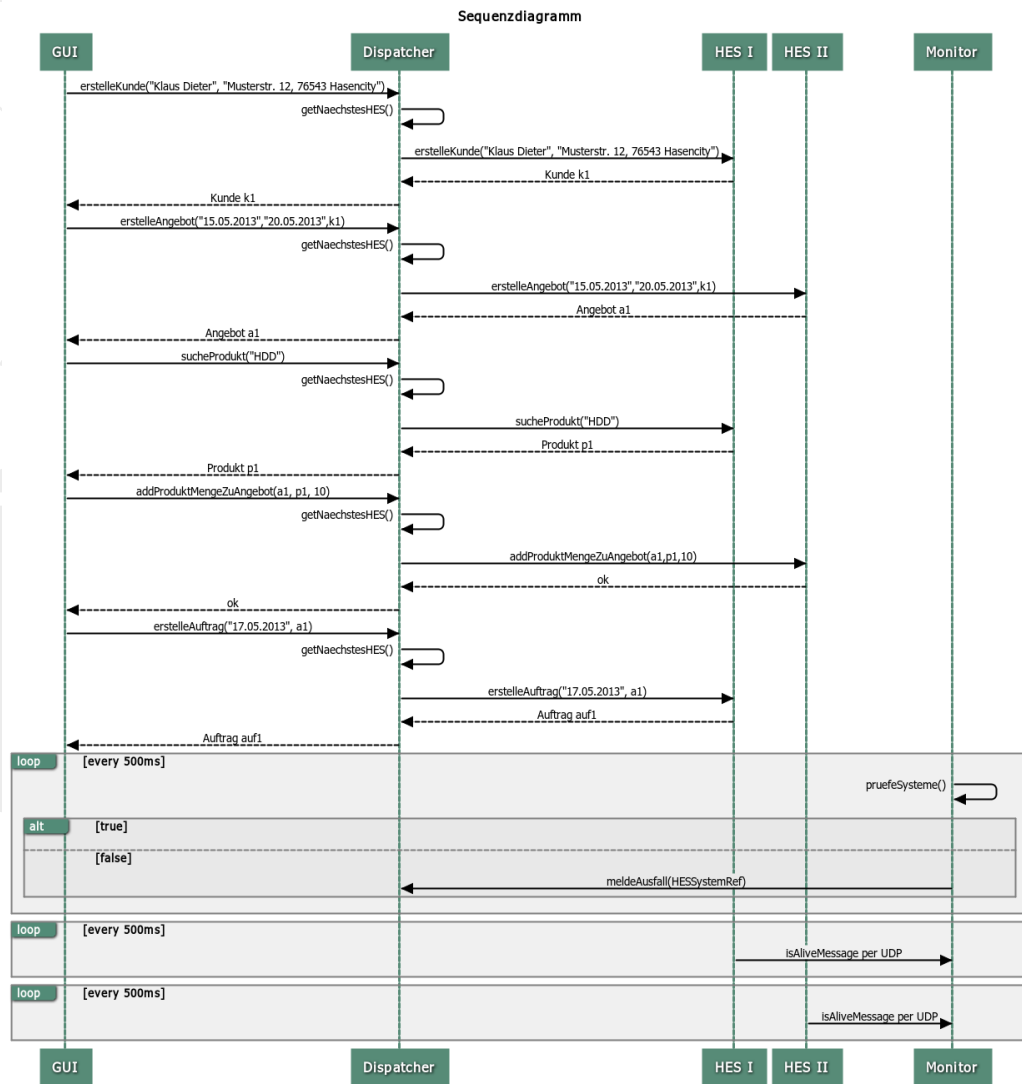 Sequenzdiagramm
GUI Dispatcher HES I HES II Monitor
erstelleKunde("Klaus Dieter", "Musterstr. 12, 76543 Hasencity")
getNaechstesHES()
erstelleKunde("Klaus Dieter", "Musterstr. 12, 76543 Hasencity")
Kunde k1
Kunde k1
erstelleAngebot("15.05.2013","20.05.2013",k1)
getNaechstesHES()
erstelleAngebot("15.05.2013","20.05.2013",k1)
Angebot a1
Angebot a1
sucheProdukt("HDD")
getNaechstesHES()
sucheProdukt("HDD")
Produkt p1
Produkt p1
addProduktMengeZuAngebot(a1, p1, 10)
getNaechstesHES()
addProduktMengeZuAngebot(a1,p1,10)
ok
ok
erstelleAuftrag("17.05.2013", a1)
getNaechstesHES()
erstelleAuftrag("17.05.2013", a1)
Auftrag auf1
Auftrag auf1
loop [every 500ms]
pruefeSysteme()
alt [true]
[false]
meldeAusfall(HESSystemRef)
loop [every 500ms]
isAliveMessage per UDP
loop [every 500ms]
isAliveMessage per UDP
GUI Dispatcher HES I HES II Monitor